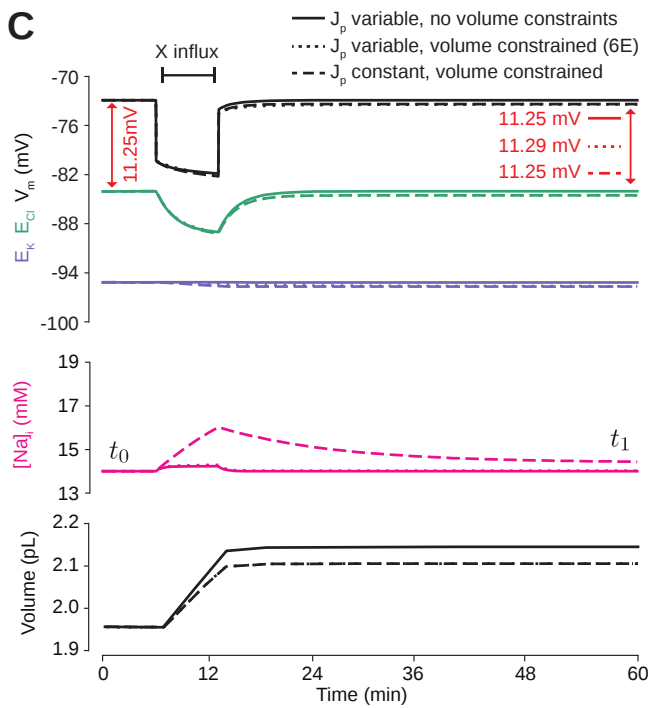 C
J_p variable, no volume constraints
J_p variable, volume constrained (6E)
J_p constant, volume constrained
X influx
-70
-76
-82
-88
-94
-100
E_K E_Cl V_m (mV)
11.25mV
11.25 mV
11.29 mV
11.25 mV
19
17
16
14
13
[Na]_i (mM)
t_0
t_1
2.2
2.1
2.0
1.9
Volume (pL)
0
12
24
36
48
60
Time (min)